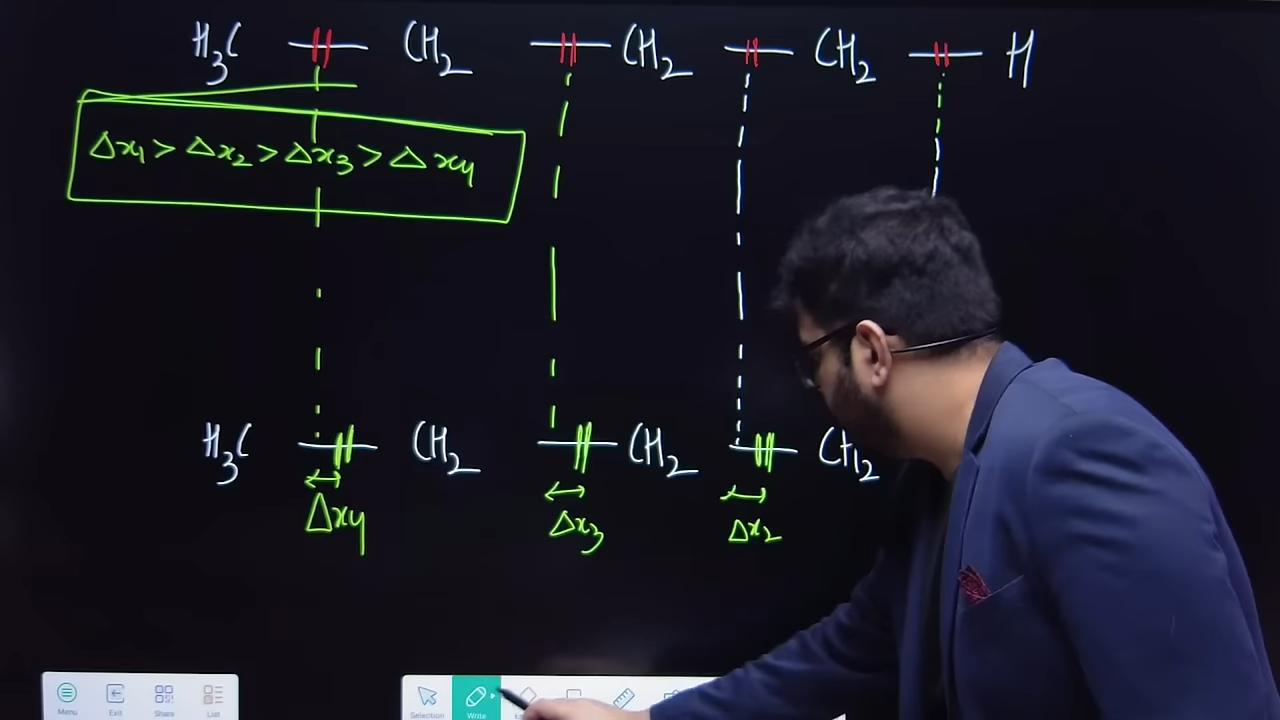 H₃C CH₂ CH₂ CH₂ H
Δx₁ > Δx₂ > Δx₃ > Δx₄
H₃C CH₂ CH₂ CH₂
Δx₄ Δx₃ Δx₂
Menu Exit Share List Selection Write